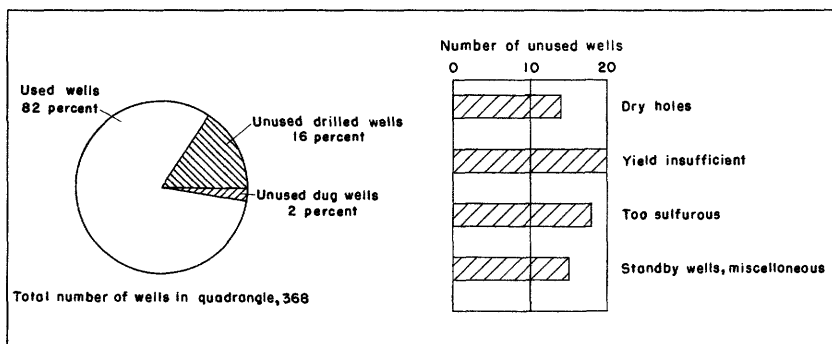 Used wells
82 percent
Unused drilled wells
16 percent
Unused dug wells
2 percent
Total number of wells in quadrangle, 368
Number of unused wells
0 10 20
Dry holes
Yield insufficient
Too sulfurous
Standby wells, miscellaneous